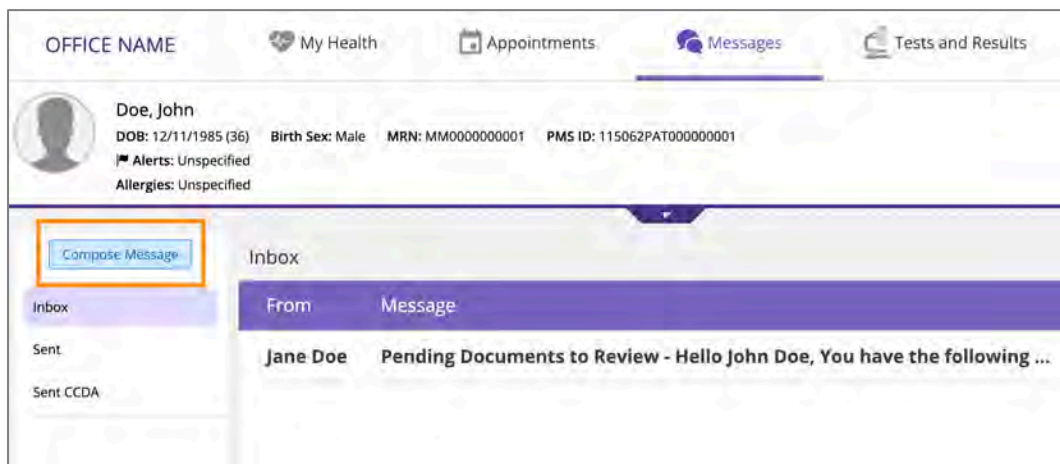 OFFICE NAME My Health Appointments Messages Tests and Results
Doe, John
DOB: 12/11/1985 (36) Birth Sex: Male MRN: MM0000000001 PMS ID: 115062PAT000000001
Alerts: Unspecified
Allergies: Unspecified
Compose Message
Inbox
Sent
Sent CCDA
Inbox
From Message
Jane Doe Pending Documents to Review - Hello John Doe, You have the following ...